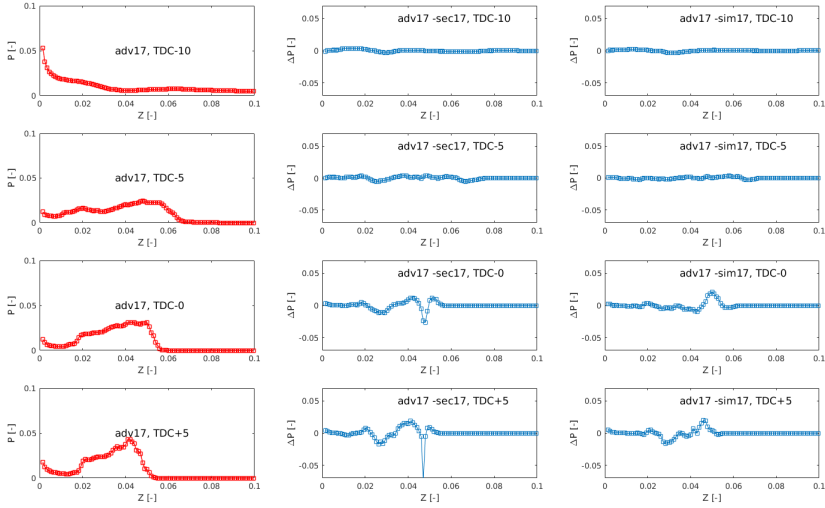 0.1
0.05
0
P [-]
adv17, TDC-10
0 0.02 0.04 0.06 0.08 0.1
Z [-]
0.05
0
-0.05
ΔP [-]
adv17 -sec17, TDC-10
0 0.02 0.04 0.06 0.08 0.1
Z [-]
0.05
0
-0.05
ΔP [-]
adv17 -sim17, TDC-10
0 0.02 0.04 0.06 0.08 0.1
Z [-]
0.1
0.05
0
P [-]
adv17, TDC-5
0 0.02 0.04 0.06 0.08 0.1
Z [-]
0.05
0
-0.05
ΔP [-]
adv17 -sec17, TDC-5
0 0.02 0.04 0.06 0.08 0.1
Z [-]
0.05
0
-0.05
ΔP [-]
adv17 -sim17, TDC-5
0 0.02 0.04 0.06 0.08 0.1
Z [-]
0.1
0.05
0
P [-]
adv17, TDC-0
0 0.02 0.04 0.06 0.08 0.1
Z [-]
0.05
0
-0.05
ΔP [-]
adv17 -sec17, TDC-0
0 0.02 0.04 0.06 0.08 0.1
Z [-]
0.05
0
-0.05
ΔP [-]
adv17 -sim17, TDC-0
0 0.02 0.04 0.06 0.08 0.1
Z [-]
0.1
0.05
0
P [-]
adv17, TDC+5
0 0.02 0.04 0.06 0.08 0.1
Z [-]
0.05
0
-0.05
ΔP [-]
adv17 -sec17, TDC+5
0 0.02 0.04 0.06 0.08 0.1
Z [-]
0.05
0
-0.05
ΔP [-]
adv17 -sim17, TDC+5
0 0.02 0.04 0.06 0.08 0.1
Z [-]